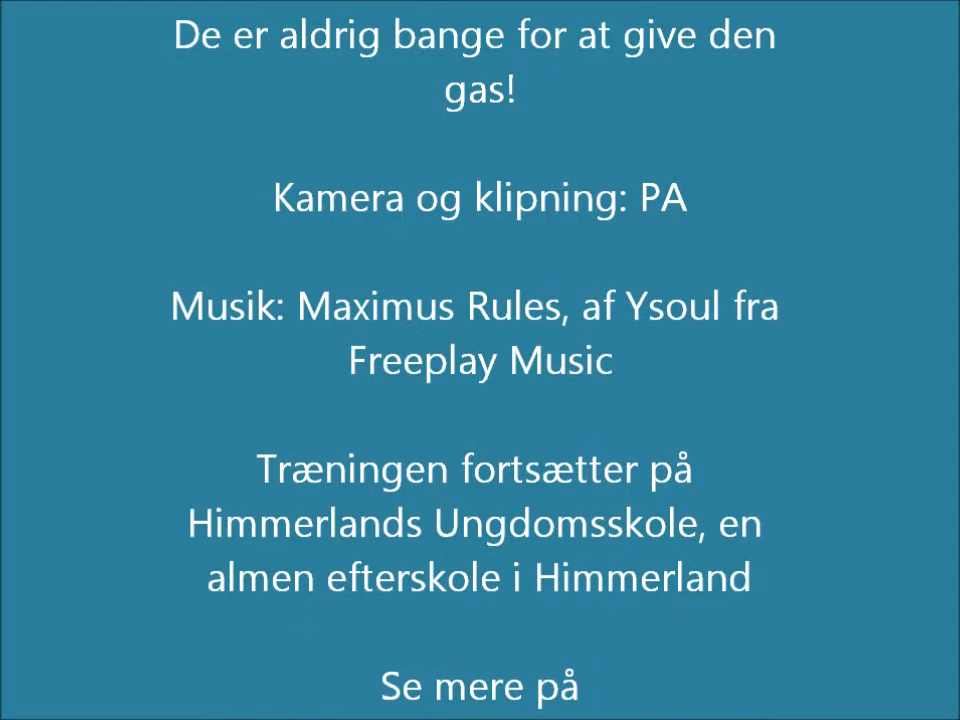 De er aldrig bange for at give den
gas!
Kamera og klipning: PA
Musik: Maximus Rules, af Ysoul fra
Freeplay Music
Træningen fortsætter på
Himmerlands Ungdomsskole, en
almen efterskole i Himmerland
Se mere på